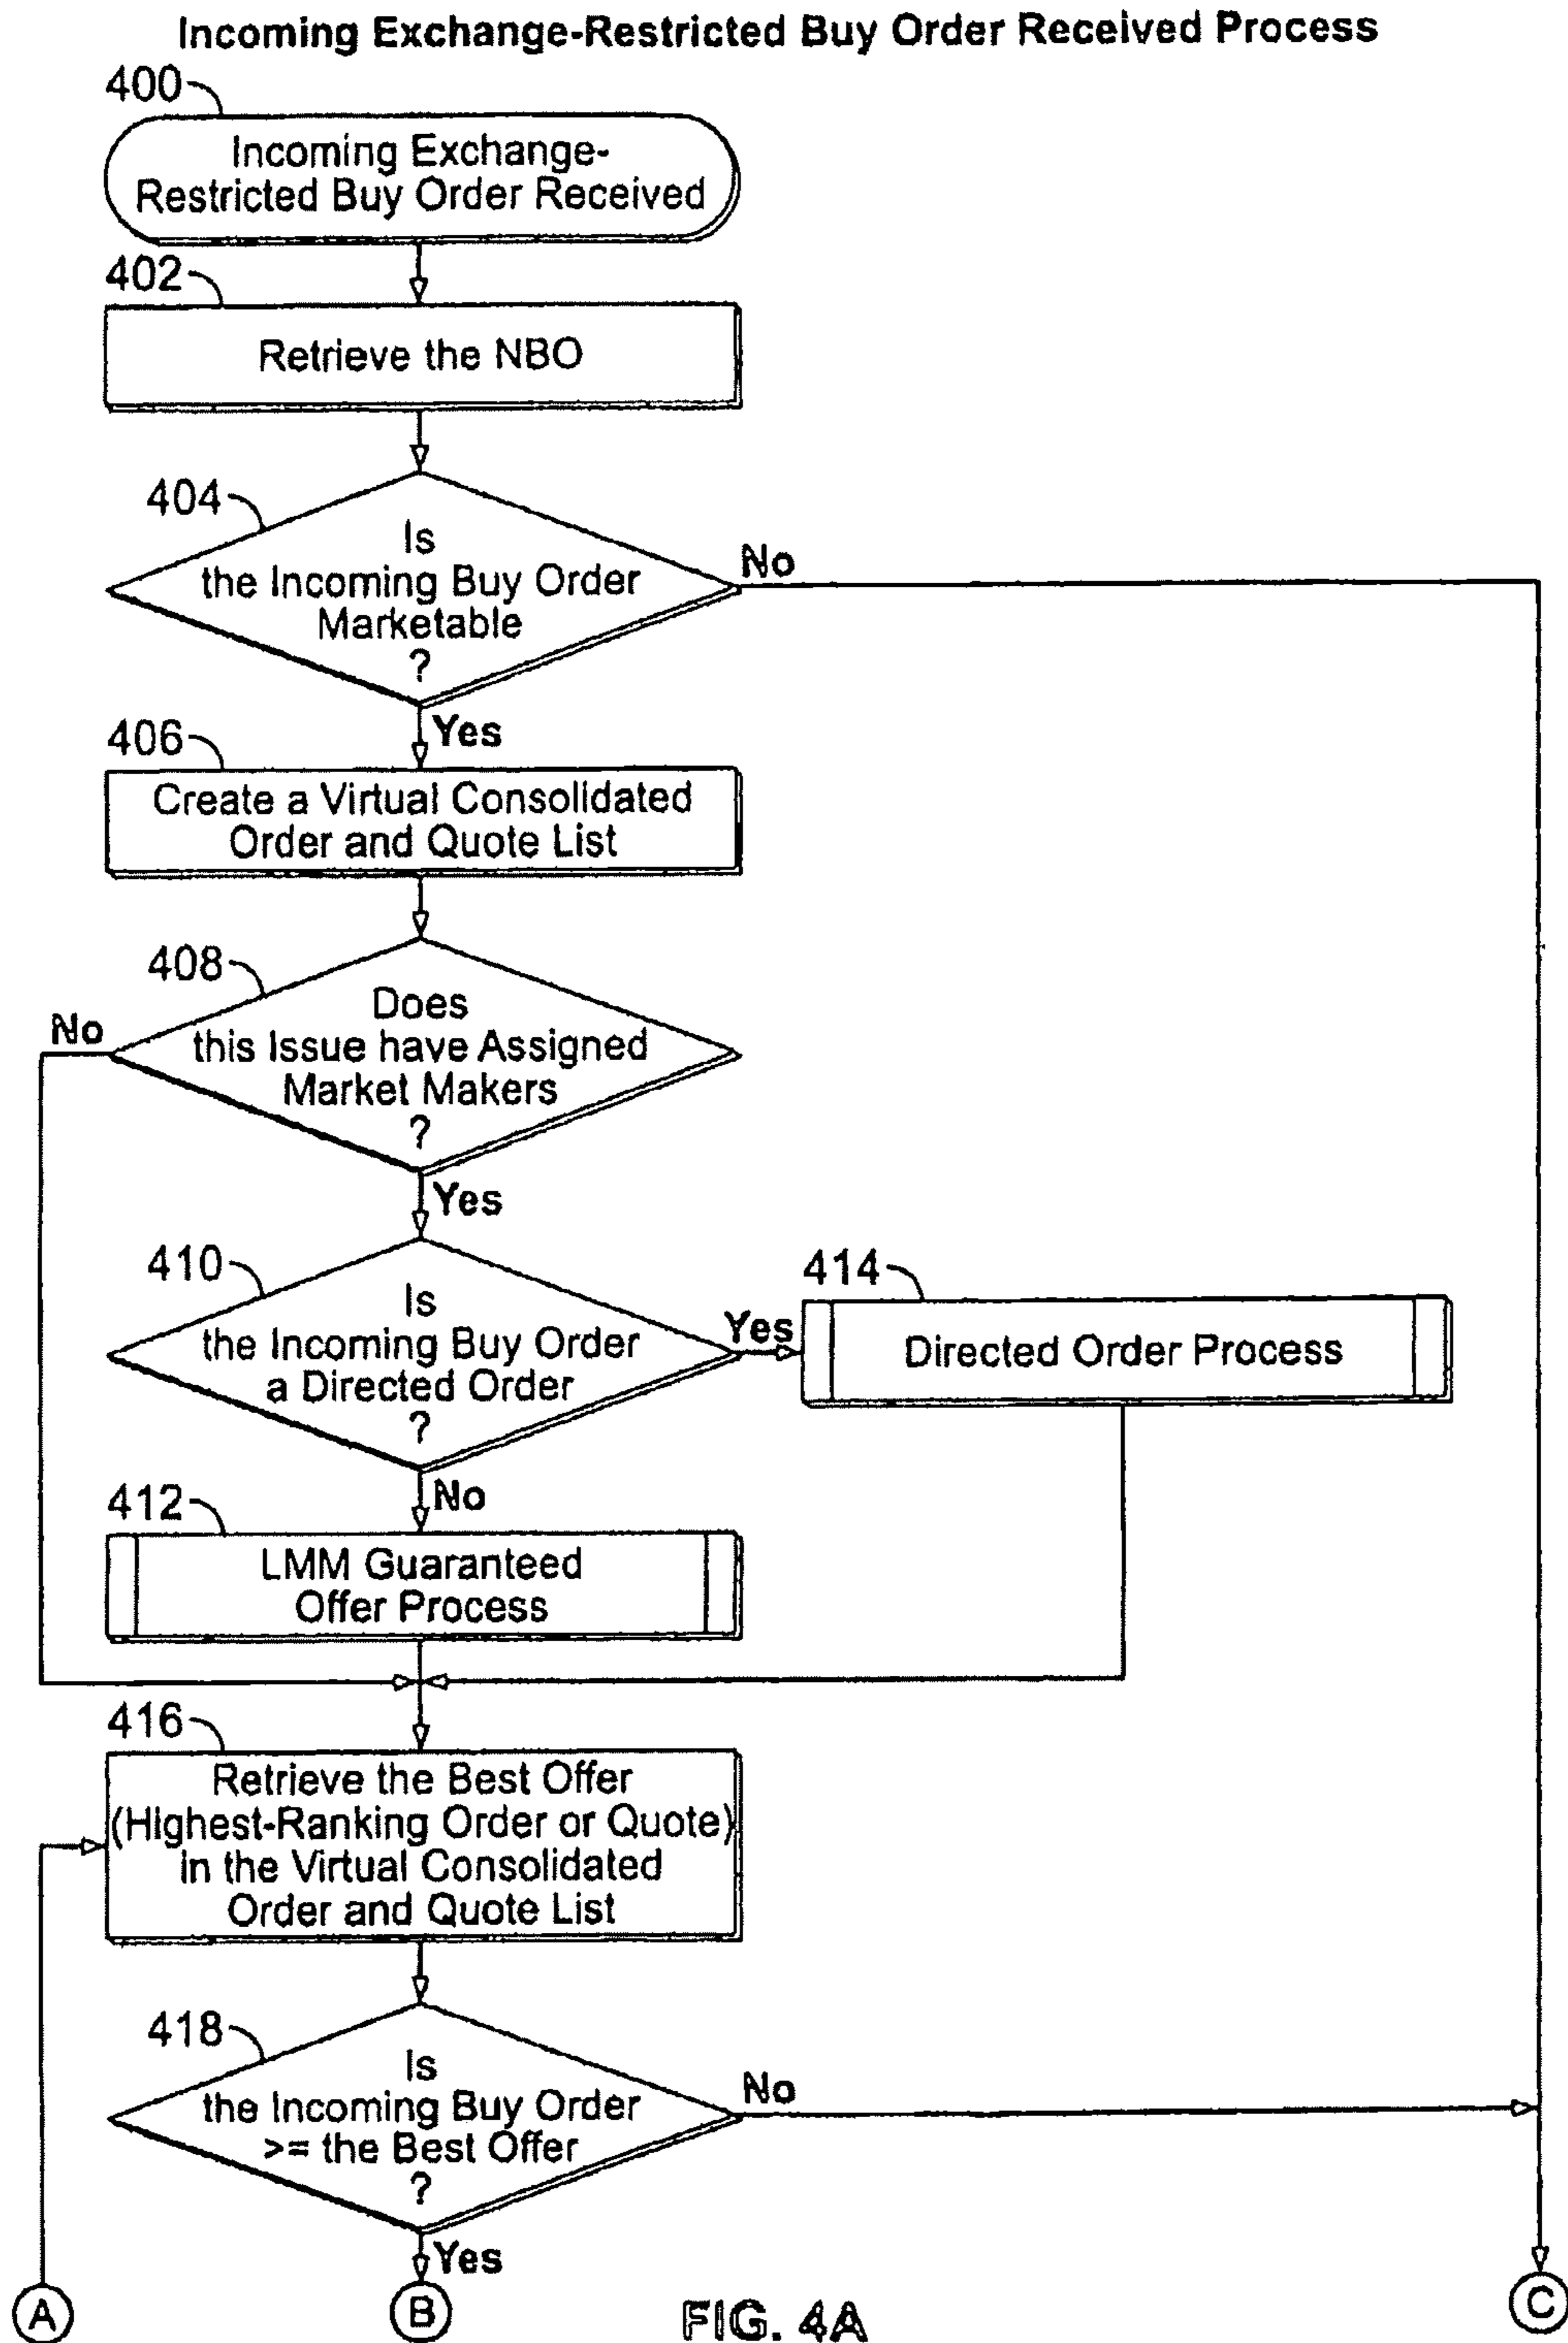 Incoming Exchange-Restricted Buy Order Received Process
400
Incoming Exchange-
Restricted Buy Order Received
402
Retrieve the NBO
404
Is
the Incoming Buy Order
Marketable
?
No
Yes
406
Create a Virtual Consolidated
Order and Quote List
408
Does
this Issue have Assigned
Market Makers
?
No
Yes
410
Is
the Incoming Buy Order
a Directed Order
?
Yes
414
Directed Order Process
No
412
LMM Guaranteed
Offer Process
416
Retrieve the Best Offer
(Highest-Ranking Order or Quote)
in the Virtual Consolidated
Order and Quote List
418
Is
the Incoming Buy Order
>= the Best Offer
?
No
Yes
A
B
C
FIG. 4A